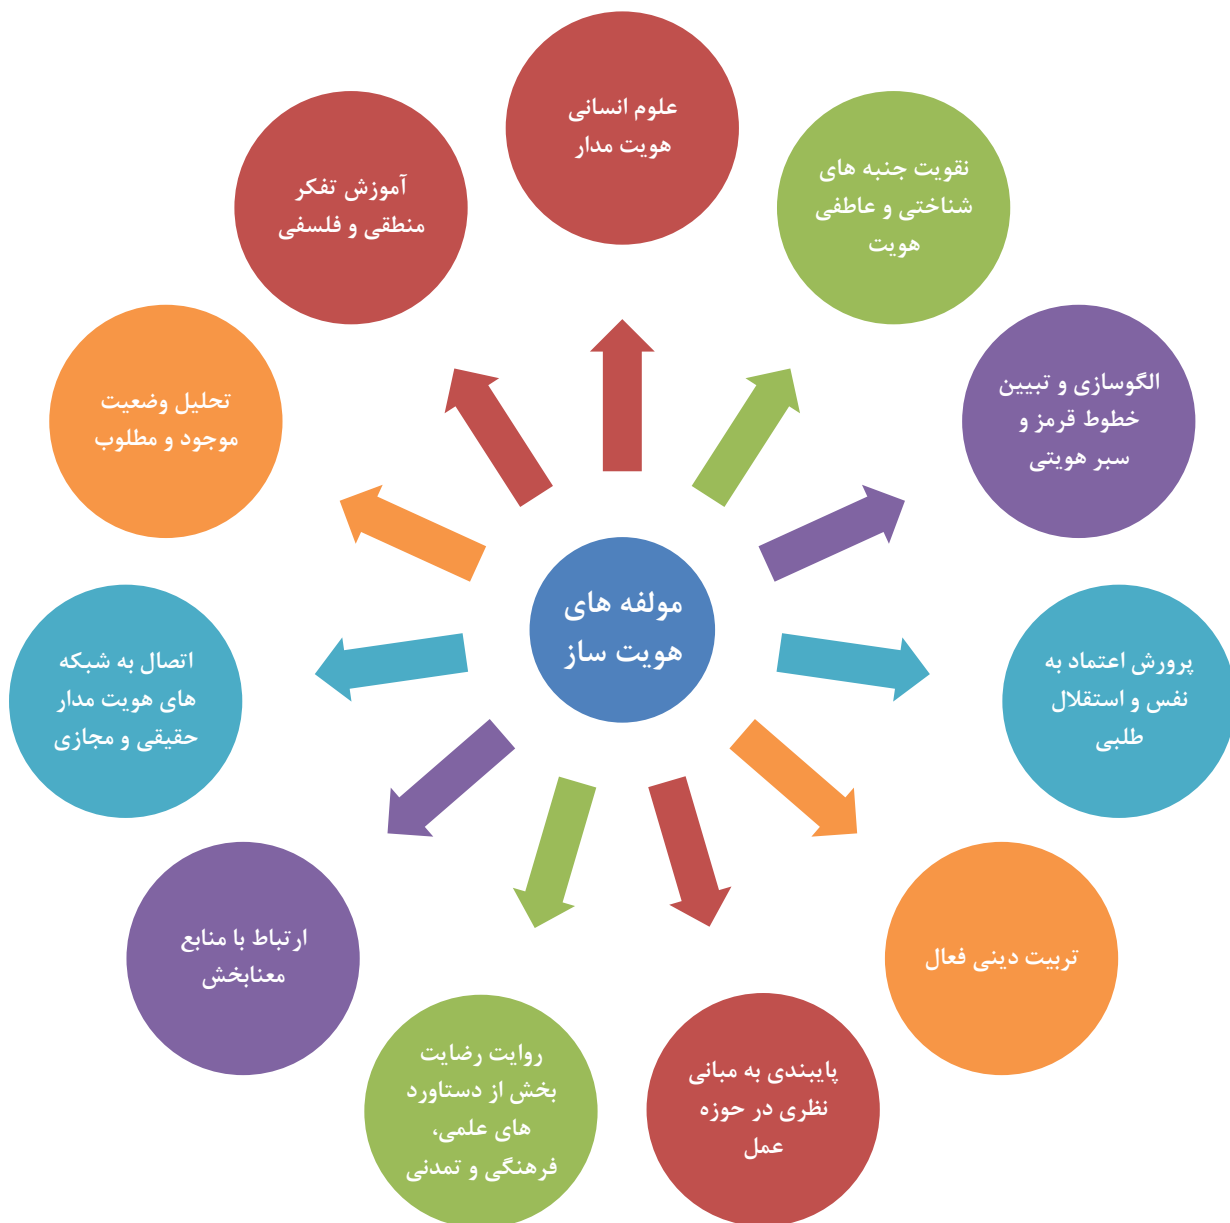 مولفه های
هویت ساز
علوم انسانی
هویت مدار
نقویت جنبه های
شناختی و عاطفی
هویت
الگوسازی و تبیین
خطوط قرمز و
سبر هویتی
پرورش اعتماد به
نفس و استقلال
طلبی
تربیت دینی فعال
پایبندی به مبانی
نظری در حوزه
عمل
روایت رضایت
بخش از دستاورد
های علمی،
فرهنگی و تمدنی
ارتباط با منابع
معنابخش
اتصال به شبکه
های هویت مدار
حقیقی و مجازی
تحلیل وضعیت
موجود و مطلوب
آموزش تفکر
منطقی و فلسفی